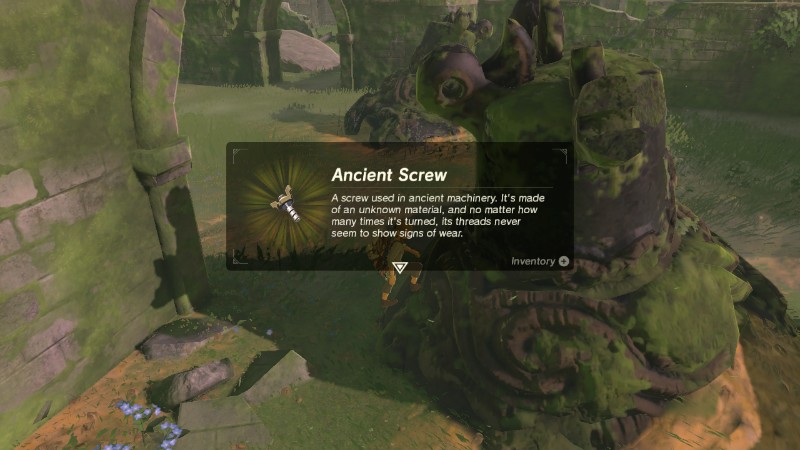 Ancient Screw
A screw used in ancient machinery. It's made
of an unknown material, and no matter how
many times it's turned, its threads never
seem to show signs of wear.
Inventory